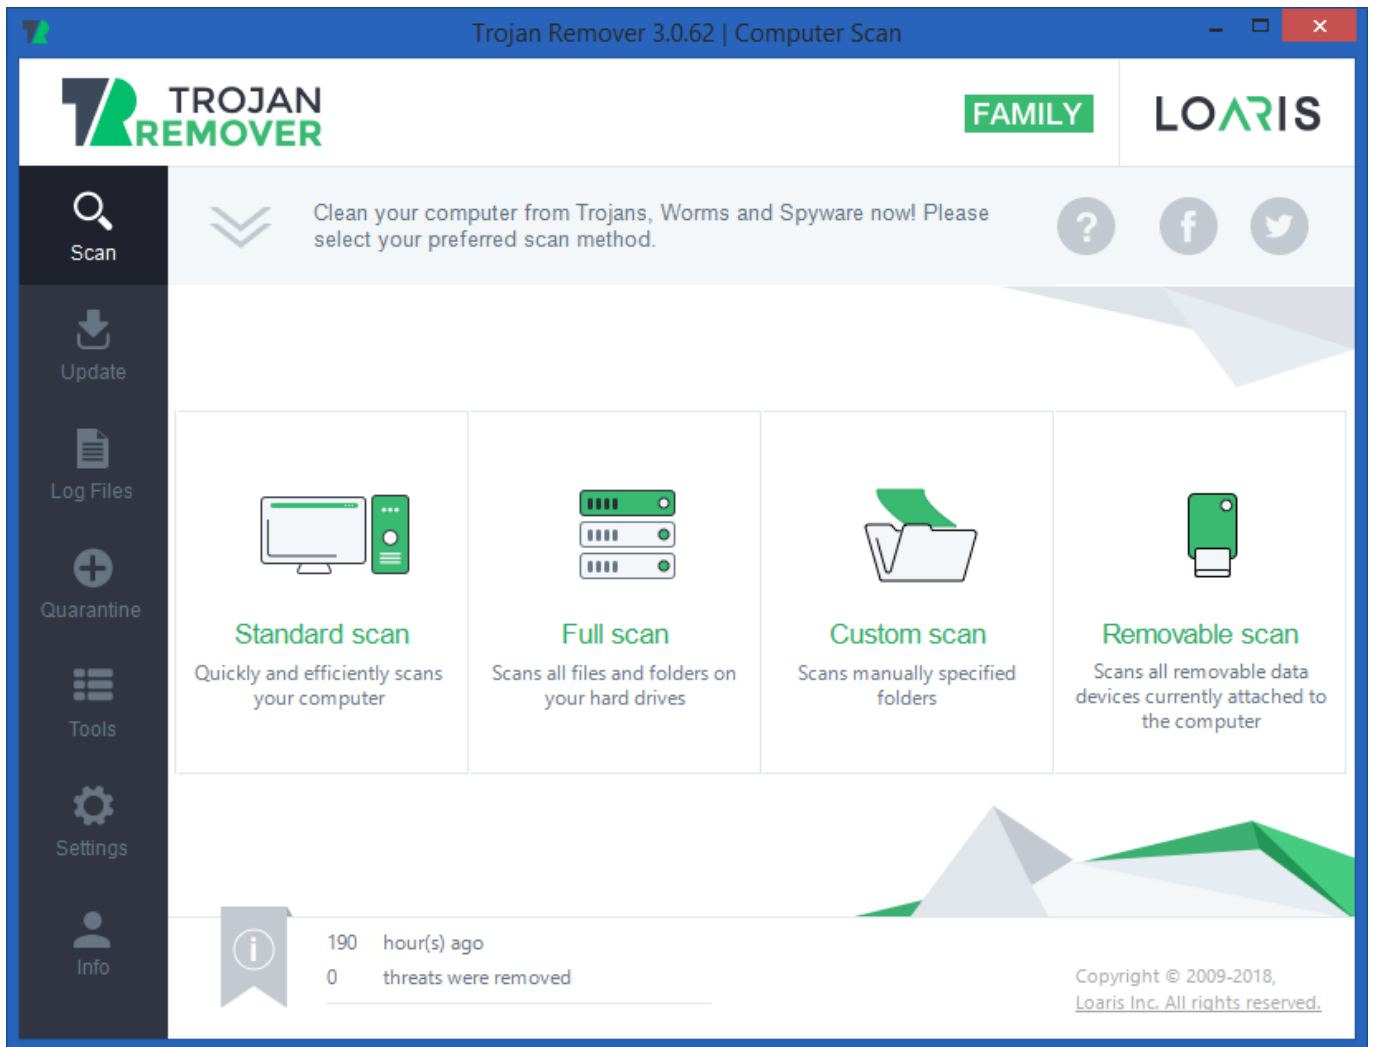 Trojan Remover 3.0.62 | Computer Scan
TROJAN
REMOVER
FAMILY
LOARIS
Scan
Clean your computer from Trojans, Worms and Spyware now! Please
select your preferred scan method.
?
Update
Log Files
Quarantine
Tools
Settings
Info
Standard scan
Quickly and efficiently scans
your computer
Full scan
Scans all files and folders on
your hard drives
Custom scan
Scans manually specified
folders
Removable scan
Scans all removable data
devices currently attached to
the computer
190 hour(s) ago
0 threats were removed
Copyright © 2009-2018,
Loaris Inc. All rights reserved.